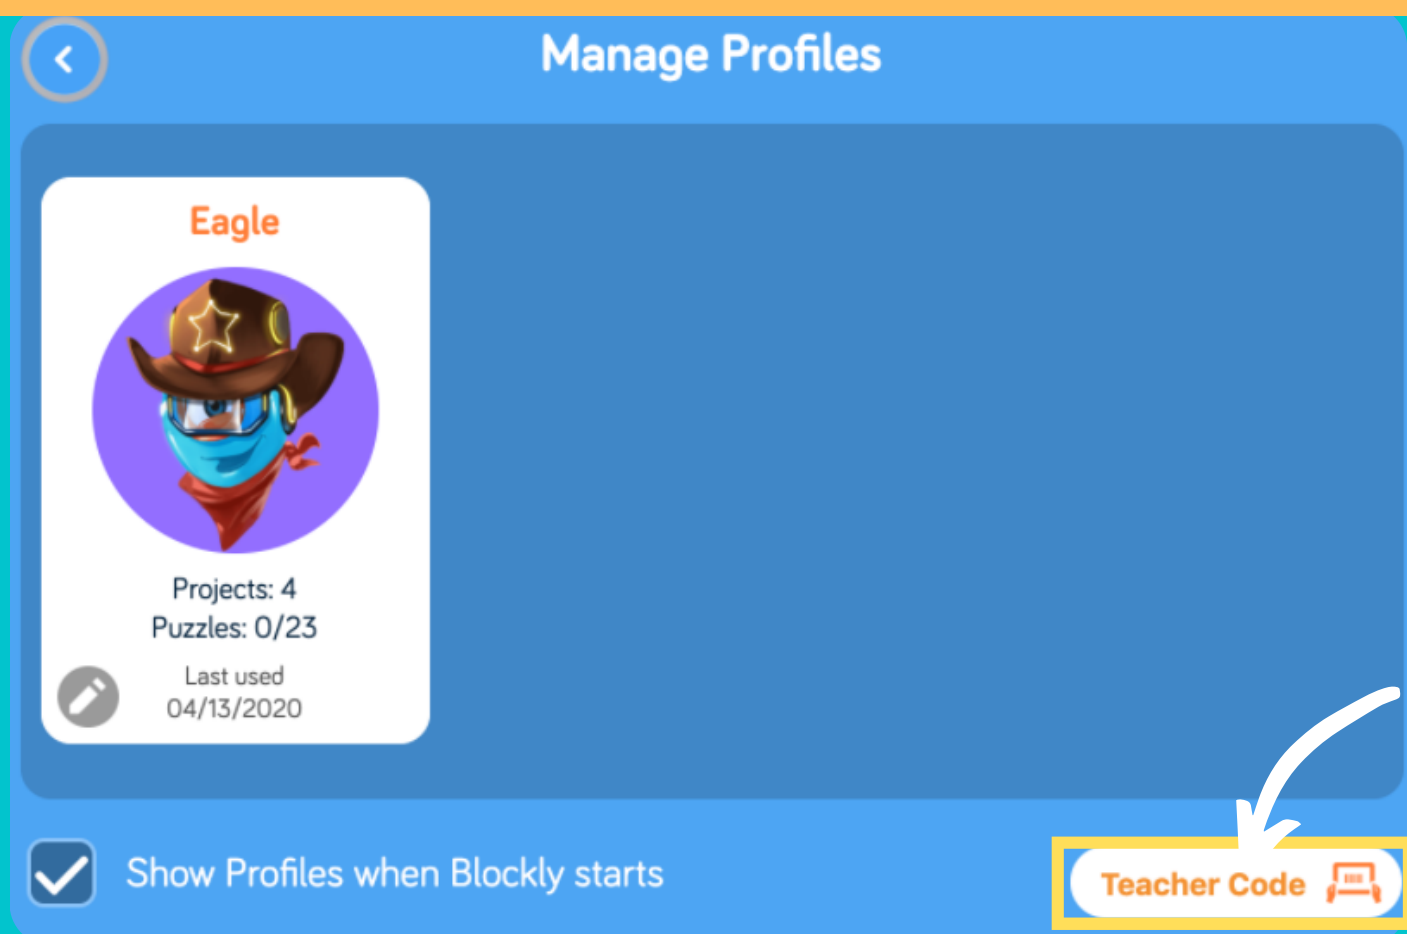 Manage Profiles
Eagle
Projects: 4
Puzzles: 0/23
Last used
04/13/2020
Show Profiles when Blockly starts
Teacher Code